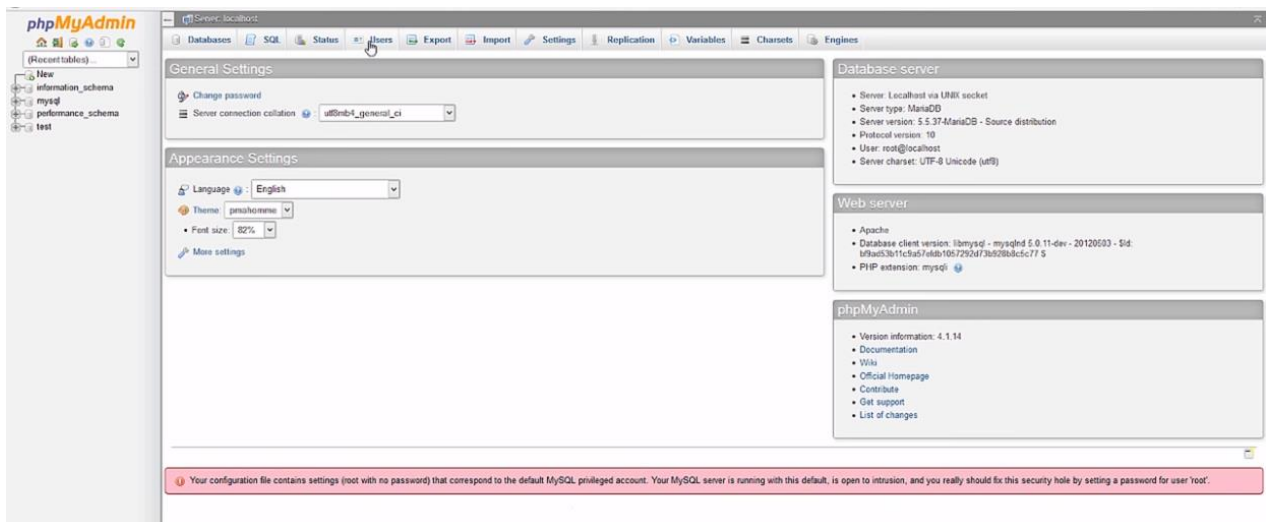 phpMyAdmin
(Recent tables) ...
New
information_schema
mysql
performance_schema
test
Server: localhost
Databases SQL Status Users Export Import Settings Replication Variables Charsets Engines
General Settings
Change password
Server connection collation : utf8mb4_general_ci
Appearance Settings
Language : English
Theme: pmahomme
Font size: 82%
More settings
Database server
Server: Localhost via UNIX socket
Server type: MariaDB
Server version: 5.5.37-MariaDB - Source distribution
Protocol version: 10
User: root@localhost
Server charset: UTF-8 Unicode (utf8)
Web server
Apache
Database client version: libmysql - mysqlnd 5.0.11-dev - 20120503 - $Id:
$
PHP extension: mysqli
phpMyAdmin
Version information: 4.1.14
Documentation
Wiki
Official Homepage
Contribute
Get support
List of changes
Your configuration file contains settings (root with no password) that correspond to the default MySQL privileged account. Your MySQL server is running with this default, is open to intrusion, and you really should fix this security hole by setting a password for user 'root'.